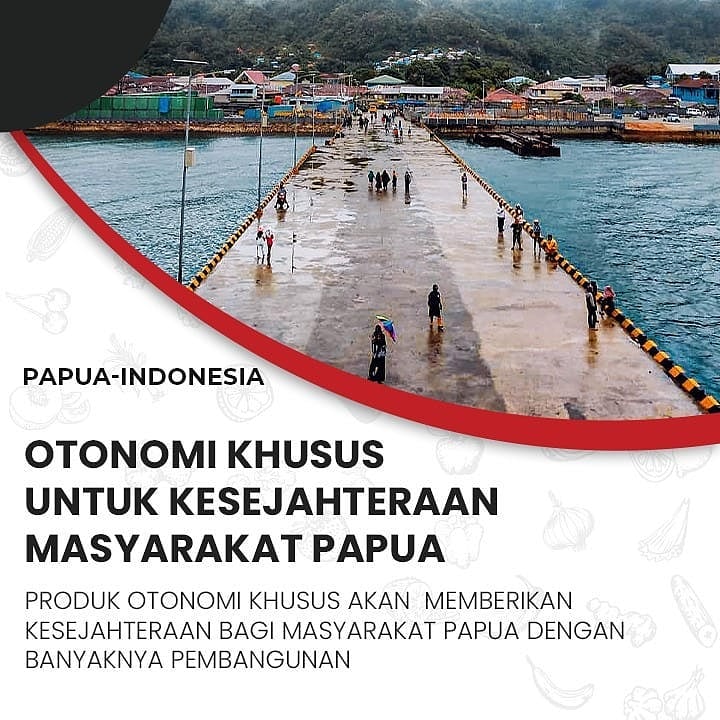 PAPUA-INDONESIA
OTONOMI KHUSUS
UNTUK KESEJAHTERAAN
MASYARAKAT PAPUA
PRODUK OTONOMI KHUSUS AKAN MEMBERIKAN
KESEJAHTERAAN BAGI MASYARAKAT PAPUA DENGAN
BANYAKNYA PEMBANGUNAN